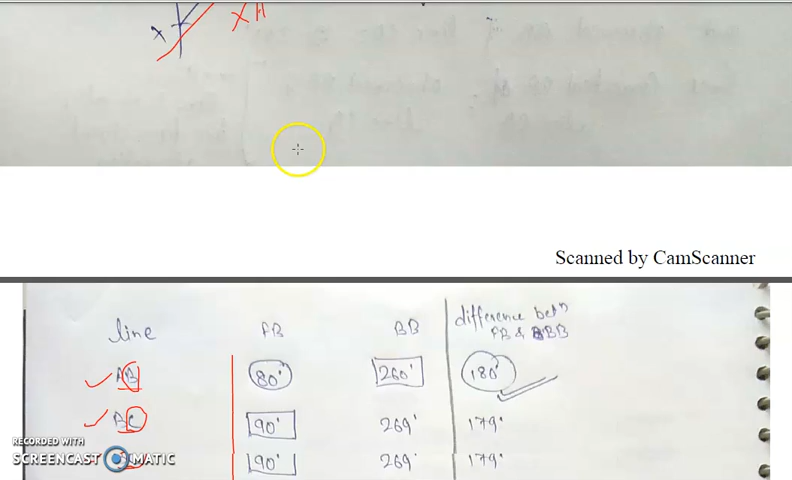 X
X A
Scanned by CamScanner
line FB BB difference betn
FB & BB
AB 80° 260° 180°
BC 90° 269° 179°
90° 269° 179°
RECORDED WITH
SCREENCAST MATIC